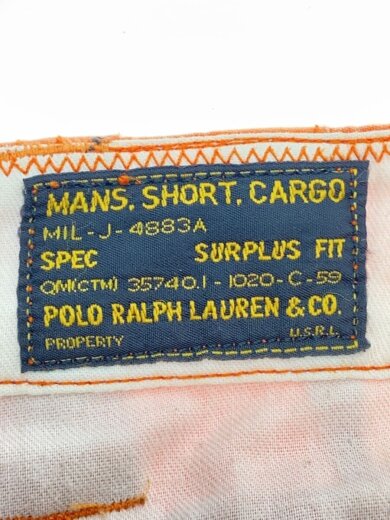 MANS, SHORT, CARGO
MIL-J-4883A
SPEC SURPLUS FIT
QM(CTM) 35740.1-1020-C-59
POLO RALPH LAUREN & CO.
PROPERTY U.S.R.L.